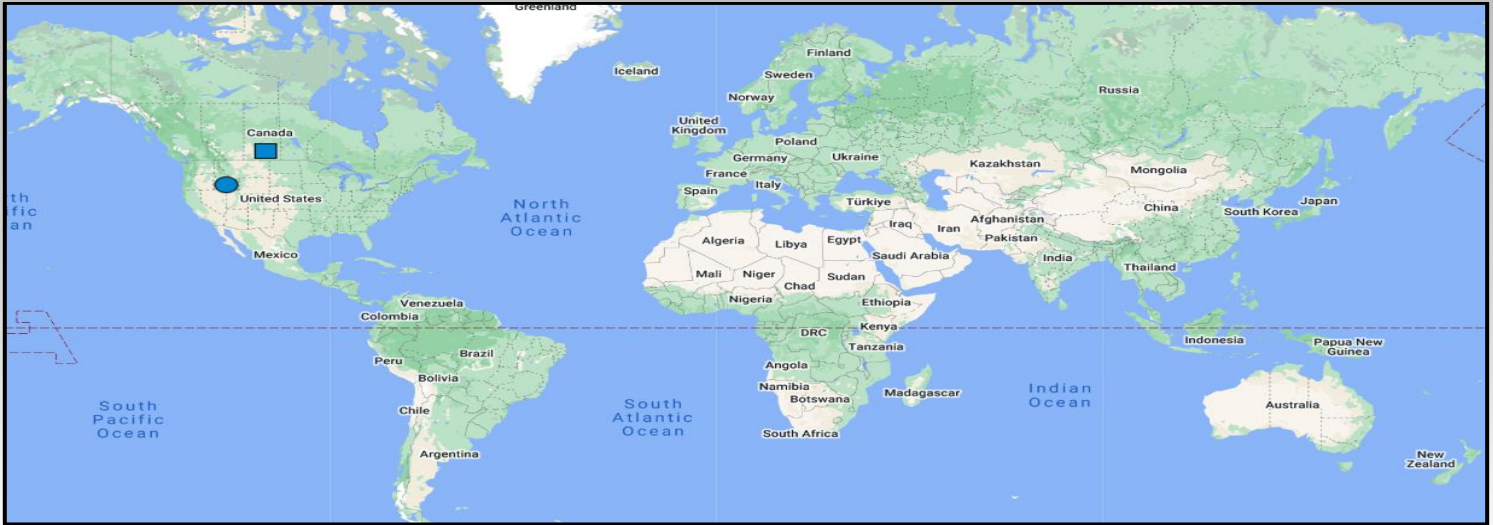 Greenland
Finland
Iceland
Sweden
Russia
Norway
United
Kingdom
Canada
Poland
Germany
Ukraine
Kazakhstan
Mongolia
France
Italy
Spain
United States
Türkiye
Japan
China
South Korea
th
ific
an
North
Atlantic
Ocean
Afghanistan
Iraq
Iran
Pakistan
Algeria
Libya
Egypt
Mexico
Saudi Arabia
India
Thailand
Mali
Niger
Sudan
Chad
Nigeria
Ethiopia
Venezuela
Colombia
DRC
Kenya
Tanzania
Indonesia
Papua New
Guinea
Peru
Brazil
Bolivia
Angola
Namibia
Botswana
Madagascar
Indian
Ocean
South
Pacific
Ocean
Chile
South
Atlantic
Ocean
Australia
South Africa
Argentina
New
Zealand